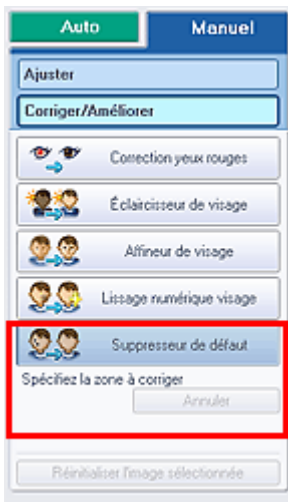 Auto
Manuel
Ajuster
Corriger/Améliorer
Correction yeux rouges
Éclaircisseur de visage
Affineur de visage
Lissage numérique visage
Suppresseur de défaut
Spécifiez la zone à corriger
Annuler
Réinitialiser l'image sélectionnée